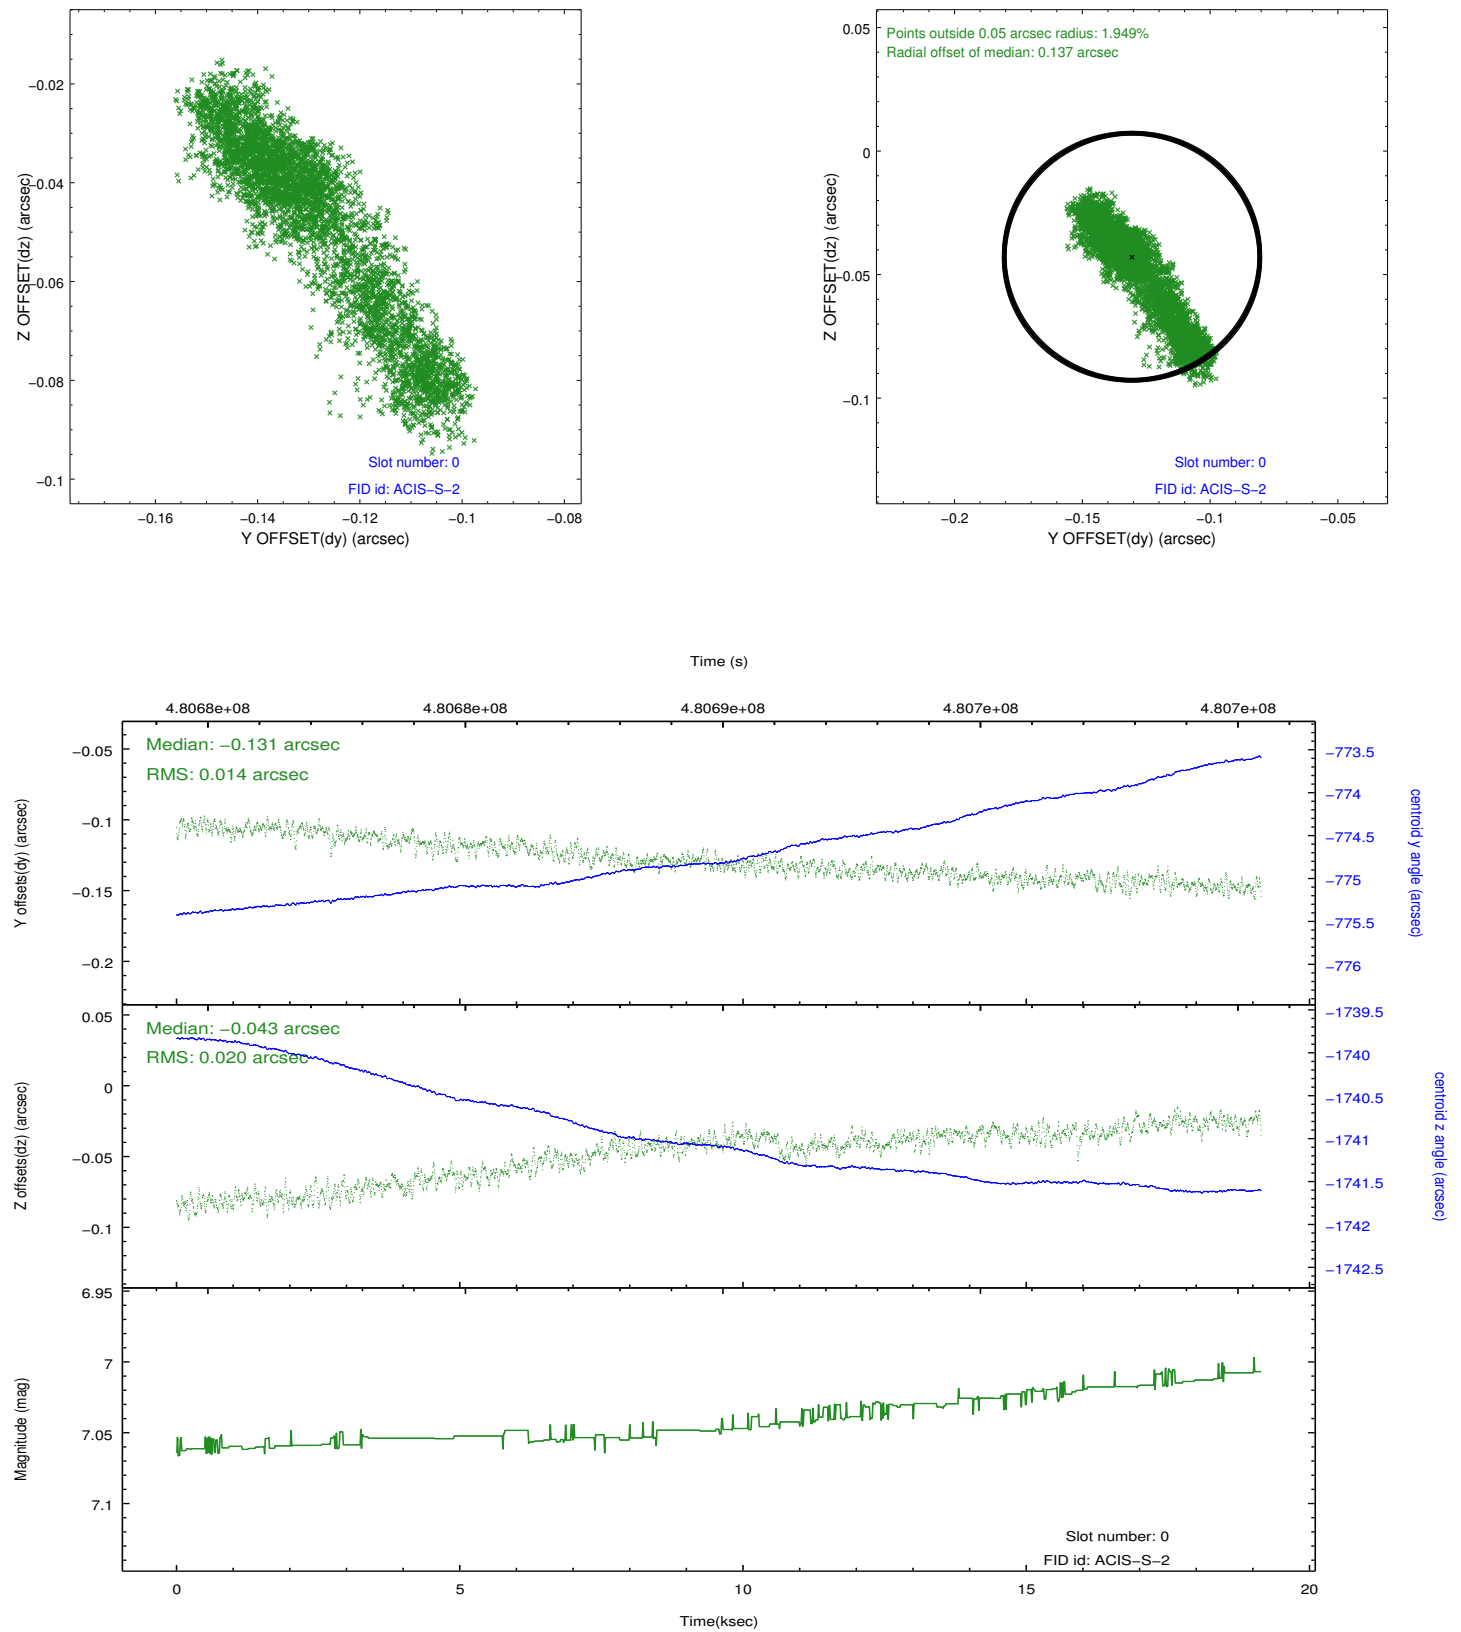 −0.02
−0.04
−0.06
−0.08
−0.1
Z OFFSET(dz) (arcsec)
Slot number: 0
FID id: ACIS−S−2
−0.16
−0.14
−0.12
−0.1
−0.08
Y OFFSET(dy) (arcsec)
Points outside 0.05 arcsec radius: 1.949%
Radial offset of median: 0.137 arcsec
0.05
0
−0.05
−0.1
Z OFFSET(dz) (arcsec)
Slot number: 0
FID id: ACIS−S−2
−0.2
−0.15
−0.1
−0.05
Y OFFSET(dy) (arcsec)
Time (s)
4.8068e+08
4.8068e+08
4.8069e+08
4.807e+08
4.807e+08
Median: −0.131 arcsec
RMS: 0.014 arcsec
−0.05
−0.1
−0.15
−0.2
Y offsets(dy) (arcsec)
−773.5
−774
−774.5
−775
−775.5
−776
centroid y angle (arcsec)
Median: −0.043 arcsec
RMS: 0.020 arcsec
0.05
0
−0.05
−0.1
Z offsets(dz) (arcsec)
−1739.5
−1740
−1740.5
−1741
−1741.5
−1742
−1742.5
centroid z angle (arcsec)
6.95
7
7.05
7.1
Magnitude (mag)
Slot number: 0
FID id: ACIS−S−2
0
5
10
15
20
Time(ksec)